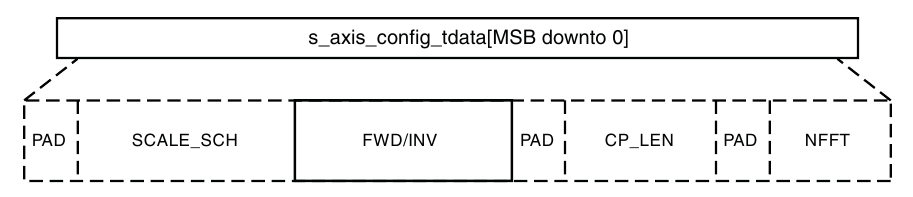 s_axis_config_tdata[MSB downto 0]
PAD SCALE_SCH FWD/INV PAD CP_LEN PAD NFFT